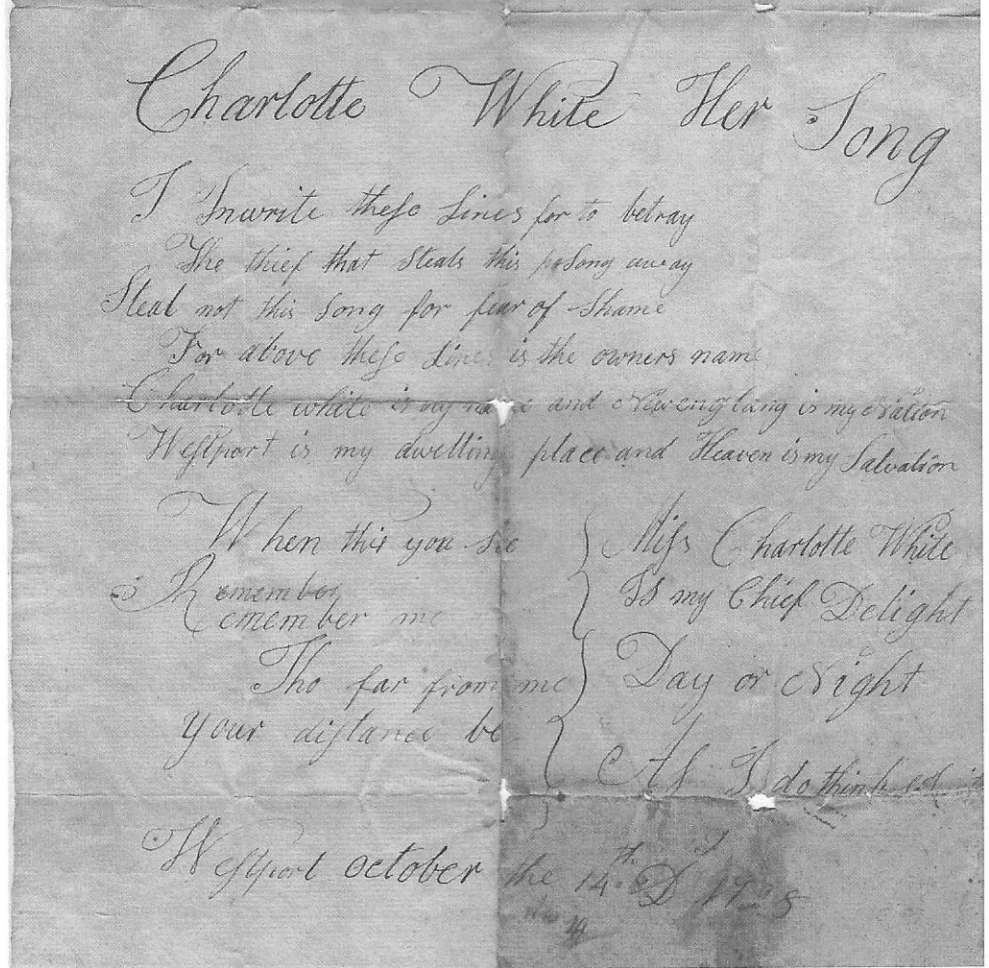 Charlotte White Her Song
I Inwrite these Lines for to betray
The thief that Steals this Song away
Steal not this Song for fear of Shame
For above these Lines is the owners name
Charlotte white is my name and Newengland is my Nation
Westport is my dwelling place and Heaven is my Salvation
When this you See
Remember
Remember me
Tho far from me
your distance be
Miss Charlotte White
Is my Chief Delight
Day or Night
As I do think
Westport October the 14th D